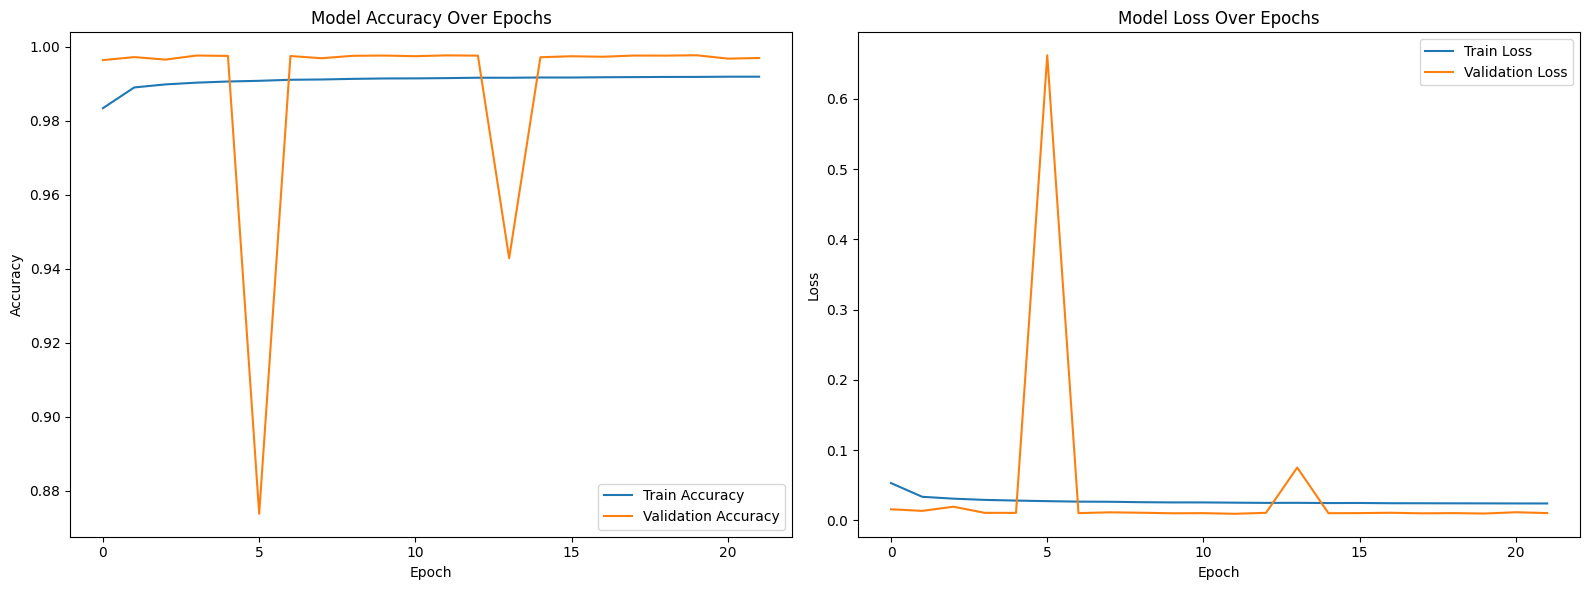 Model Accuracy Over Epochs
Accuracy
1.00
0.98
0.96
0.94
0.92
0.90
0.88
Train Accuracy
Validation Accuracy
0
5
10
15
20
Epoch
Model Loss Over Epochs
Loss
0.6
0.5
0.4
0.3
0.2
0.1
0.0
Train Loss
Validation Loss
0
5
10
15
20
Epoch